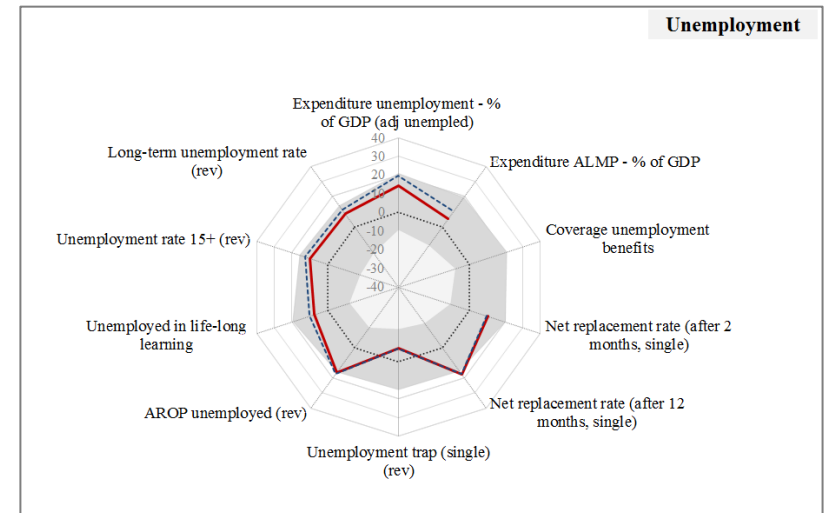 Unemployment
Expenditure unemployment - %
of GDP (adj unempled)
Long-term unemployment rate
(rev)
Expenditure ALMP - % of GDP
Unemployment rate 15+ (rev)
Coverage unemployment
benefits
Unemployed in life-long
learning
Net replacement rate (after 2
months, single)
AROP unemployed (rev)
Net replacement rate (after 12
months, single)
Unemployment trap (single)
(rev)
40
30
20
10
0
-10
-20
-30
-40